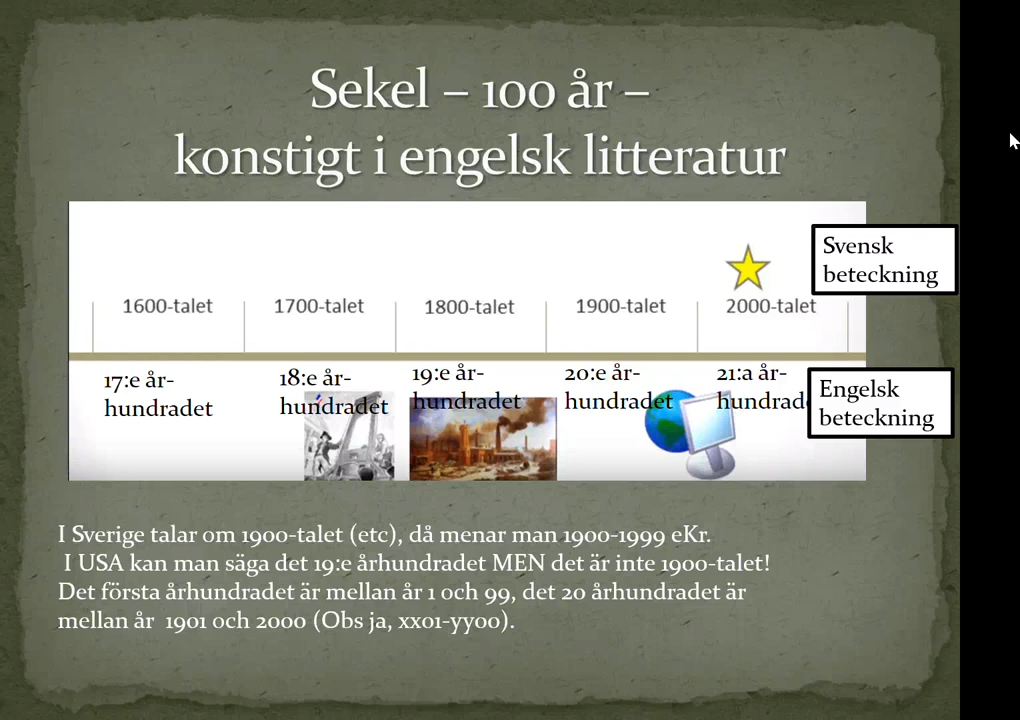 Sekel – 100 år –
konstigt i engelsk litteratur
Svensk
beteckning
1600-talet
1700-talet
1800-talet
1900-talet
2000-talet
17:e år-
hundradet
18:e år-
hundradet
19:e år-
hundradet
20:e år-
hundradet
21:a år-
hundrade
Engelsk
beteckning
I Sverige talar om 1900-talet (etc), då menar man 1900-1999 eKr.
I USA kan man säga det 19:e århundradet MEN det är inte 1900-talet!
Det första århundradet är mellan år 1 och 99, det 20 århundradet är
mellan år 1901 och 2000 (Obs ja, xx01-yy00).